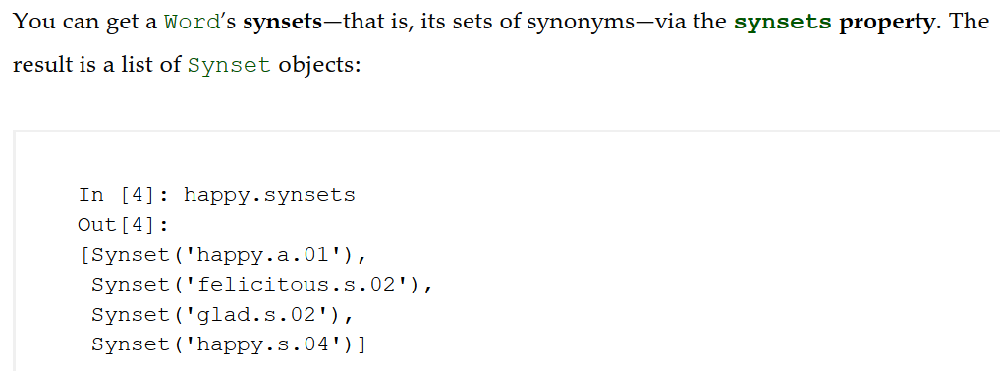 You can get a Word’s synsets—that is, its sets of synonyms—via the synsets property. The
result is a list of Synset objects:
In [4]: happy.synsets
Out[4]:
[Synset('happy.a.01'),
 Synset('felicitous.s.02'),
 Synset('glad.s.02'),
 Synset('happy.s.04')]